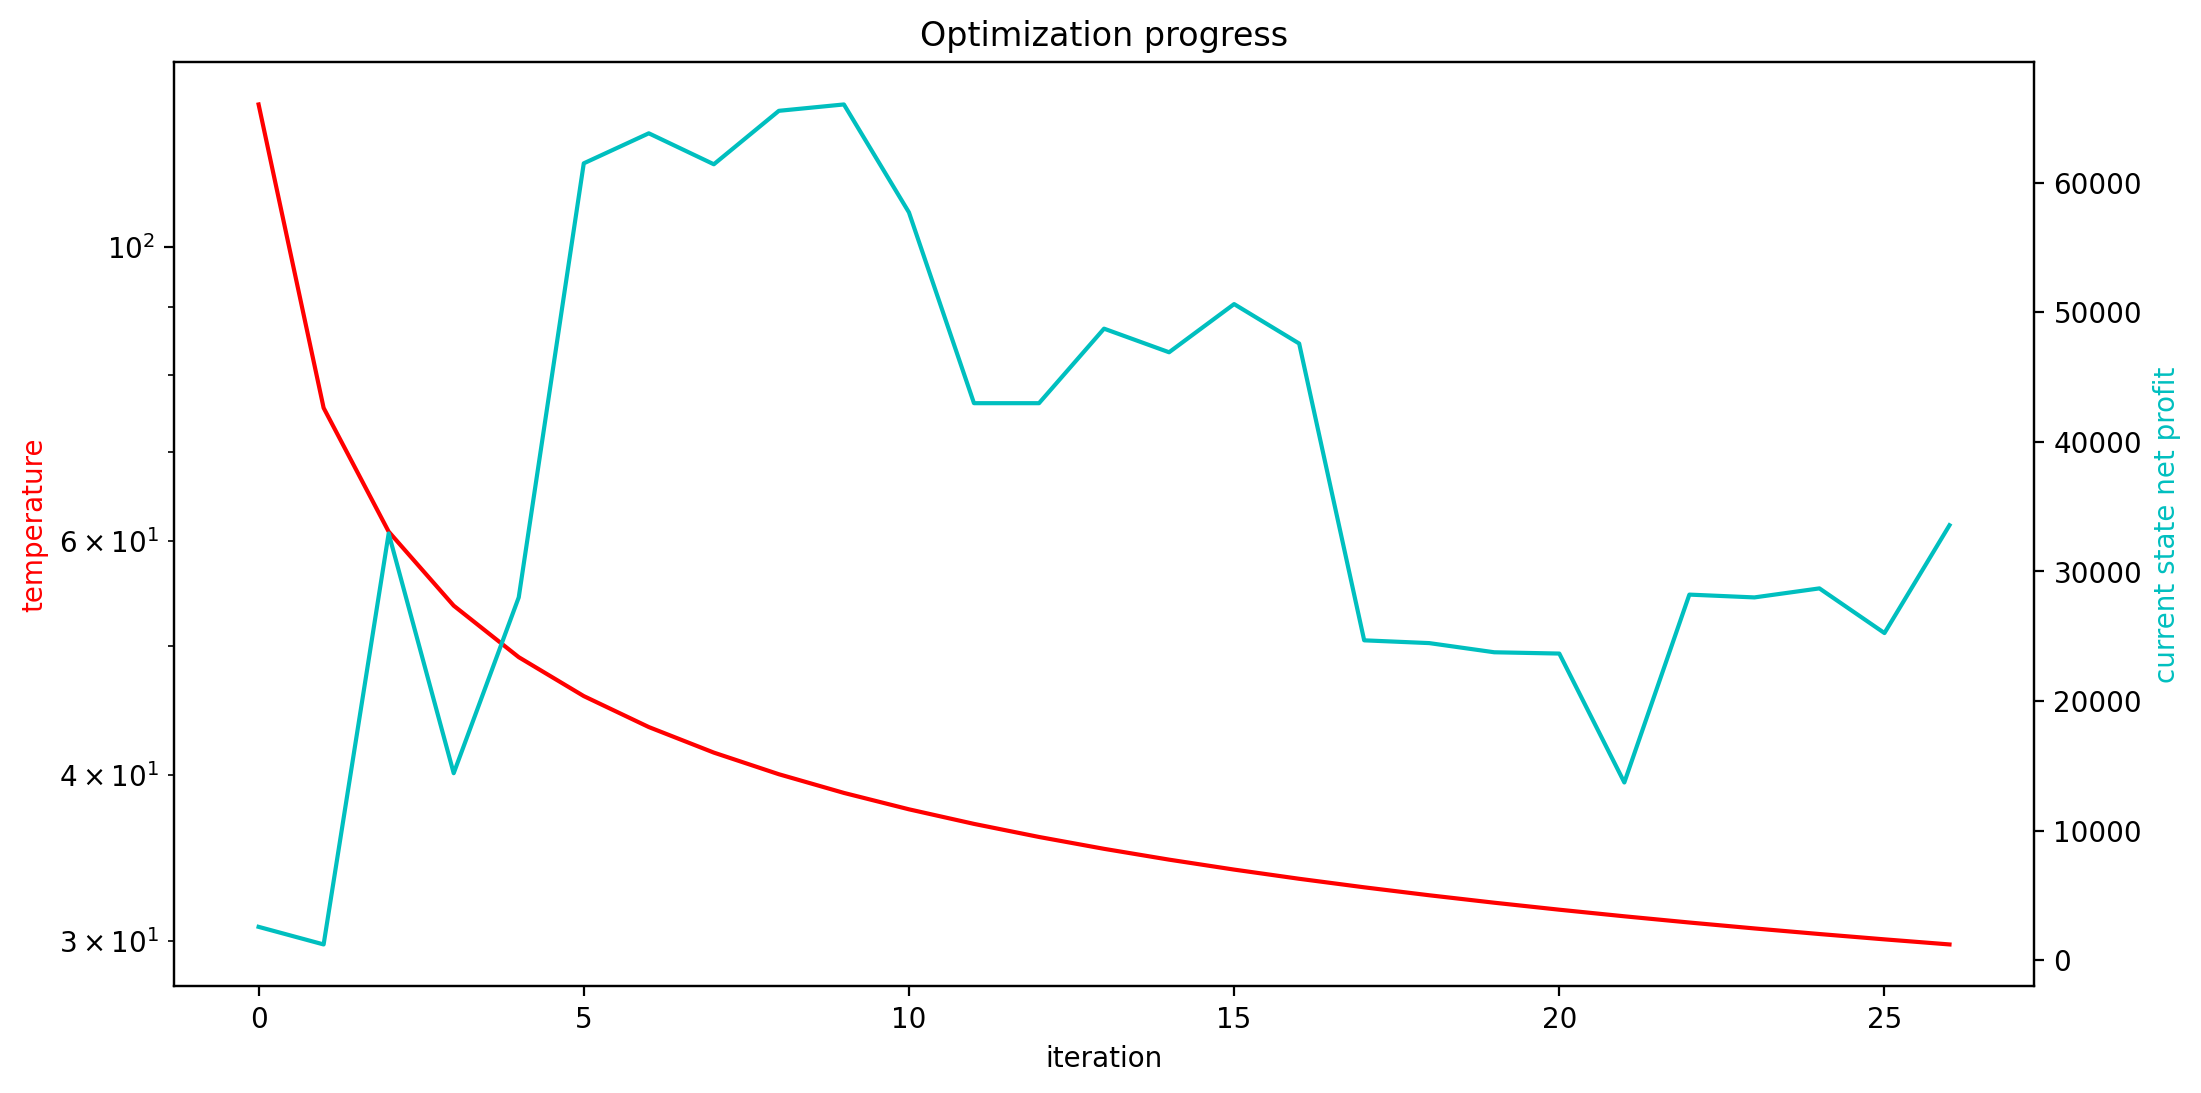 Optimization progress
temperature
10²
6 × 10¹
4 × 10¹
3 × 10¹
60000
50000
40000
30000
20000
10000
0
current state net profit
0 5 10 15 20 25
iteration